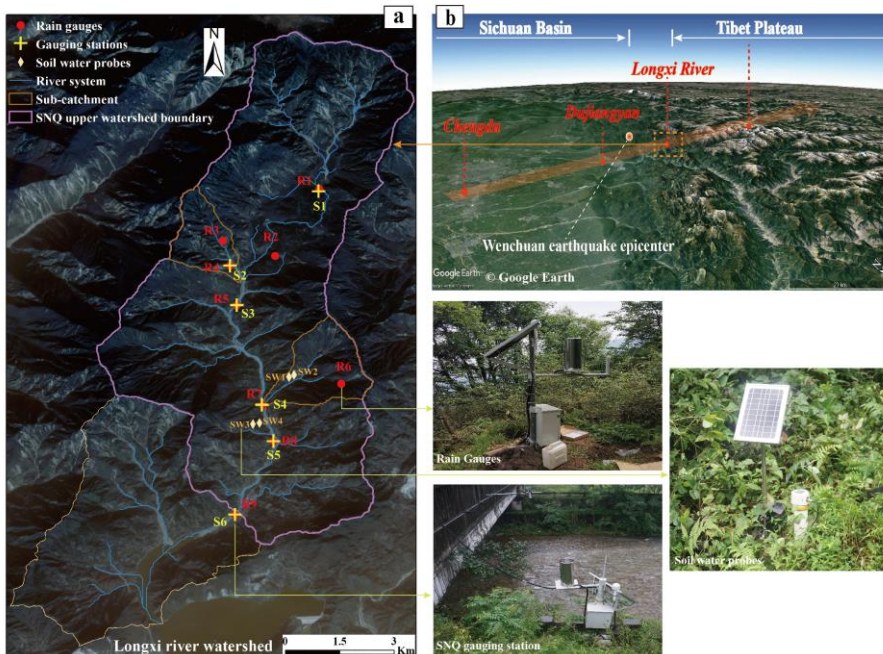 a
Rain gauges
Gauging stations
Soil water probes
River system
Sub-catchment
SNQ upper watershed boundary
N
R1
S1
R3
R2
R4
S2
R5
S3
SW1
SW2
R6
R7
S4
SW3
SW4
R8
S5
R9
S6
Longxi river watershed
0 1.5 3
Km
b
Sichuan Basin
Tibet Plateau
Longxi River
Dujiangyan
Chengdu
Wenchuan earthquake epicenter
Google Earth
© Google Earth
Rain Gauges
Soil water probes
SNQ gauging station